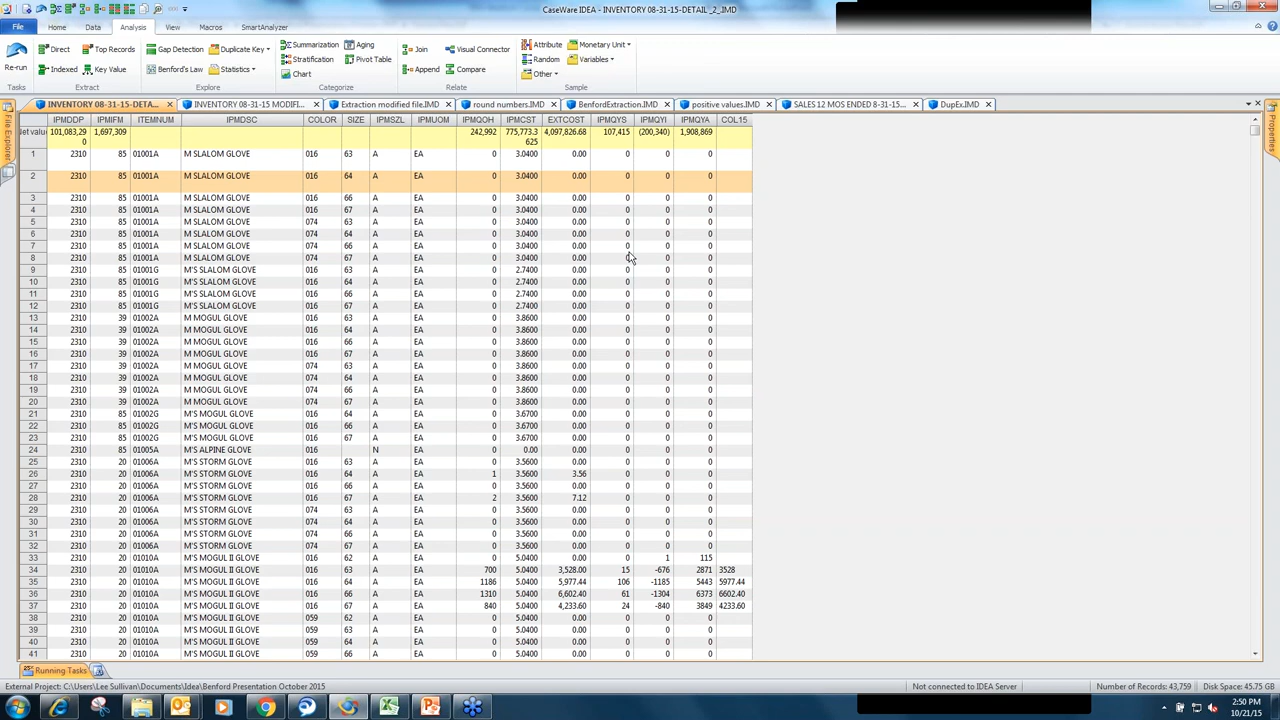 CaseWare IDEA - INVENTORY 08-31-15-DETAIL _2_.IMD
File Home Data Analysis View Macros SmartAnalyzer
Direct Top Records Gap Detection Duplicate Key Summarization Aging Join Visual Connector Attribute Monetary Unit
Re-run Stratification Pivot Table Random Variables
Indexed Key Value Benford's Law Statistics Chart Append Compare Other
Tasks Extract Explore Categorize Relate Sample
INVENTORY 08-31-15-DETA... INVENTORY 08-31-15 MODIFI... Extraction modified file.IMD round numbers.IMD BenfordExtraction.IMD positive values.IMD SALES 12 MOS ENDED 8-31-15... DupEx.IMD
File Explorer
Properties
IPMDDP IPMIFM ITEMNUM IPMDSC COLOR SIZE IPMSZL IPMUOM IPMQOH IPMCST EXTCOST IPMQYS IPMQYI IPMQYA COL15
et valu 101,083,29 1,697,309 242,992 775,773.3 4,097,826.68 107,415 (200,340) 1,908,869
0 625
1 2310 85 01001A M SLALOM GLOVE 016 63 A EA 0 3.0400 0.00 0 0 0
2 2310 85 01001A M SLALOM GLOVE 016 64 A EA 0 3.0400 0.00 0 0 0
3 2310 85 01001A M SLALOM GLOVE 016 66 A EA 0 3.0400 0.00 0 0 0
4 2310 85 01001A M SLALOM GLOVE 016 67 A EA 0 3.0400 0.00 0 0 0
5 2310 85 01001A M SLALOM GLOVE 074 63 A EA 0 3.0400 0.00 0 0 0
6 2310 85 01001A M SLALOM GLOVE 074 64 A EA 0 3.0400 0.00 0 0 0
7 2310 85 01001A M SLALOM GLOVE 074 66 A EA 0 3.0400 0.00 0 0 0
8 2310 85 01001A M SLALOM GLOVE 074 67 A EA 0 3.0400 0.00 0 0 0
9 2310 85 01001G M'S SLALOM GLOVE 016 63 A EA 0 2.7400 0.00 0 0 0
10 2310 85 01001G M'S SLALOM GLOVE 016 64 A EA 0 2.7400 0.00 0 0 0
11 2310 85 01001G M'S SLALOM GLOVE 016 66 A EA 0 2.7400 0.00 0 0 0
12 2310 85 01001G M'S SLALOM GLOVE 016 67 A EA 0 2.7400 0.00 0 0 0
13 2310 39 01002A M MOGUL GLOVE 016 63 A EA 0 3.8600 0.00 0 0 0
14 2310 39 01002A M MOGUL GLOVE 016 64 A EA 0 3.8600 0.00 0 0 0
15 2310 39 01002A M MOGUL GLOVE 016 66 A EA 0 3.8600 0.00 0 0 0
16 2310 39 01002A M MOGUL GLOVE 016 67 A EA 0 3.8600 0.00 0 0 0
17 2310 39 01002A M MOGUL GLOVE 074 63 A EA 0 3.8600 0.00 0 0 0
18 2310 39 01002A M MOGUL GLOVE 074 64 A EA 0 3.8600 0.00 0 0 0
19 2310 39 01002A M MOGUL GLOVE 074 66 A EA 0 3.8600 0.00 0 0 0
20 2310 39 01002A M MOGUL GLOVE 074 67 A EA 0 3.8600 0.00 0 0 0
21 2310 85 01002G M'S MOGUL GLOVE 016 64 A EA 0 3.6700 0.00 0 0 0
22 2310 85 01002G M'S MOGUL GLOVE 016 66 A EA 0 3.6700 0.00 0 0 0
23 2310 85 01002G M'S MOGUL GLOVE 016 67 A EA 0 3.6700 0.00 0 0 0
24 2310 85 01005A M'S ALPINE GLOVE 016 N EA 0 0.00 0.00 0 0 0
25 2310 20 01006A M'S STORM GLOVE 016 63 A EA 0 3.5600 0.00 0 0 0
26 2310 20 01006A M'S STORM GLOVE 016 64 A EA 1 3.5600 3.56 0 0 0
27 2310 20 01006A M'S STORM GLOVE 016 66 A EA 0 3.5600 0.00 0 0 0
28 2310 20 01006A M'S STORM GLOVE 016 67 A EA 2 3.5600 7.12 0 0 0
29 2310 20 01006A M'S STORM GLOVE 074 63 A EA 0 3.5600 0.00 0 0 0
30 2310 20 01006A M'S STORM GLOVE 074 64 A EA 0 3.5600 0.00 0 0 0
31 2310 20 01006A M'S STORM GLOVE 074 66 A EA 0 3.5600 0.00 0 0 0
32 2310 20 01006A M'S STORM GLOVE 074 67 A EA 0 3.5600 0.00 0 0 0
33 2310 20 01010A M'S MOGUL II GLOVE 016 62 A EA 0 5.0400 0.00 0 1 115
34 2310 20 01010A M'S MOGUL II GLOVE 016 63 A EA 700 5.0400 3,528.00 15 -676 2871 3528
35 2310 20 01010A M'S MOGUL II GLOVE 016 64 A EA 1186 5.0400 5,977.44 106 -1185 5443 5977.44
36 2310 20 01010A M'S MOGUL II GLOVE 016 66 A EA 1310 5.0400 6,602.40 61 -1304 6373 6602.40
37 2310 20 01010A M'S MOGUL II GLOVE 016 67 A EA 840 5.0400 4,233.60 24 -840 3849 4233.60
38 2310 20 01010A M'S MOGUL II GLOVE 059 62 A EA 0 5.0400 0.00 0 0 0
39 2310 20 01010A M'S MOGUL II GLOVE 059 63 A EA 0 5.0400 0.00 0 0 0
40 2310 20 01010A M'S MOGUL II GLOVE 059 64 A EA 0 5.0400 0.00 0 0 0
41 2310 20 01010A M'S MOGUL II GLOVE 059 66 A EA 0 5.0400 0.00 0 0 0
Running Tasks
External Project: C:\Users\Lee Sullivan\Documents\Idea\Benford Presentation October 2015 Not connected to IDEA Server Number of Records: 43,759 Disk Space: 45.75 GB
2:50 PM
10/21/15